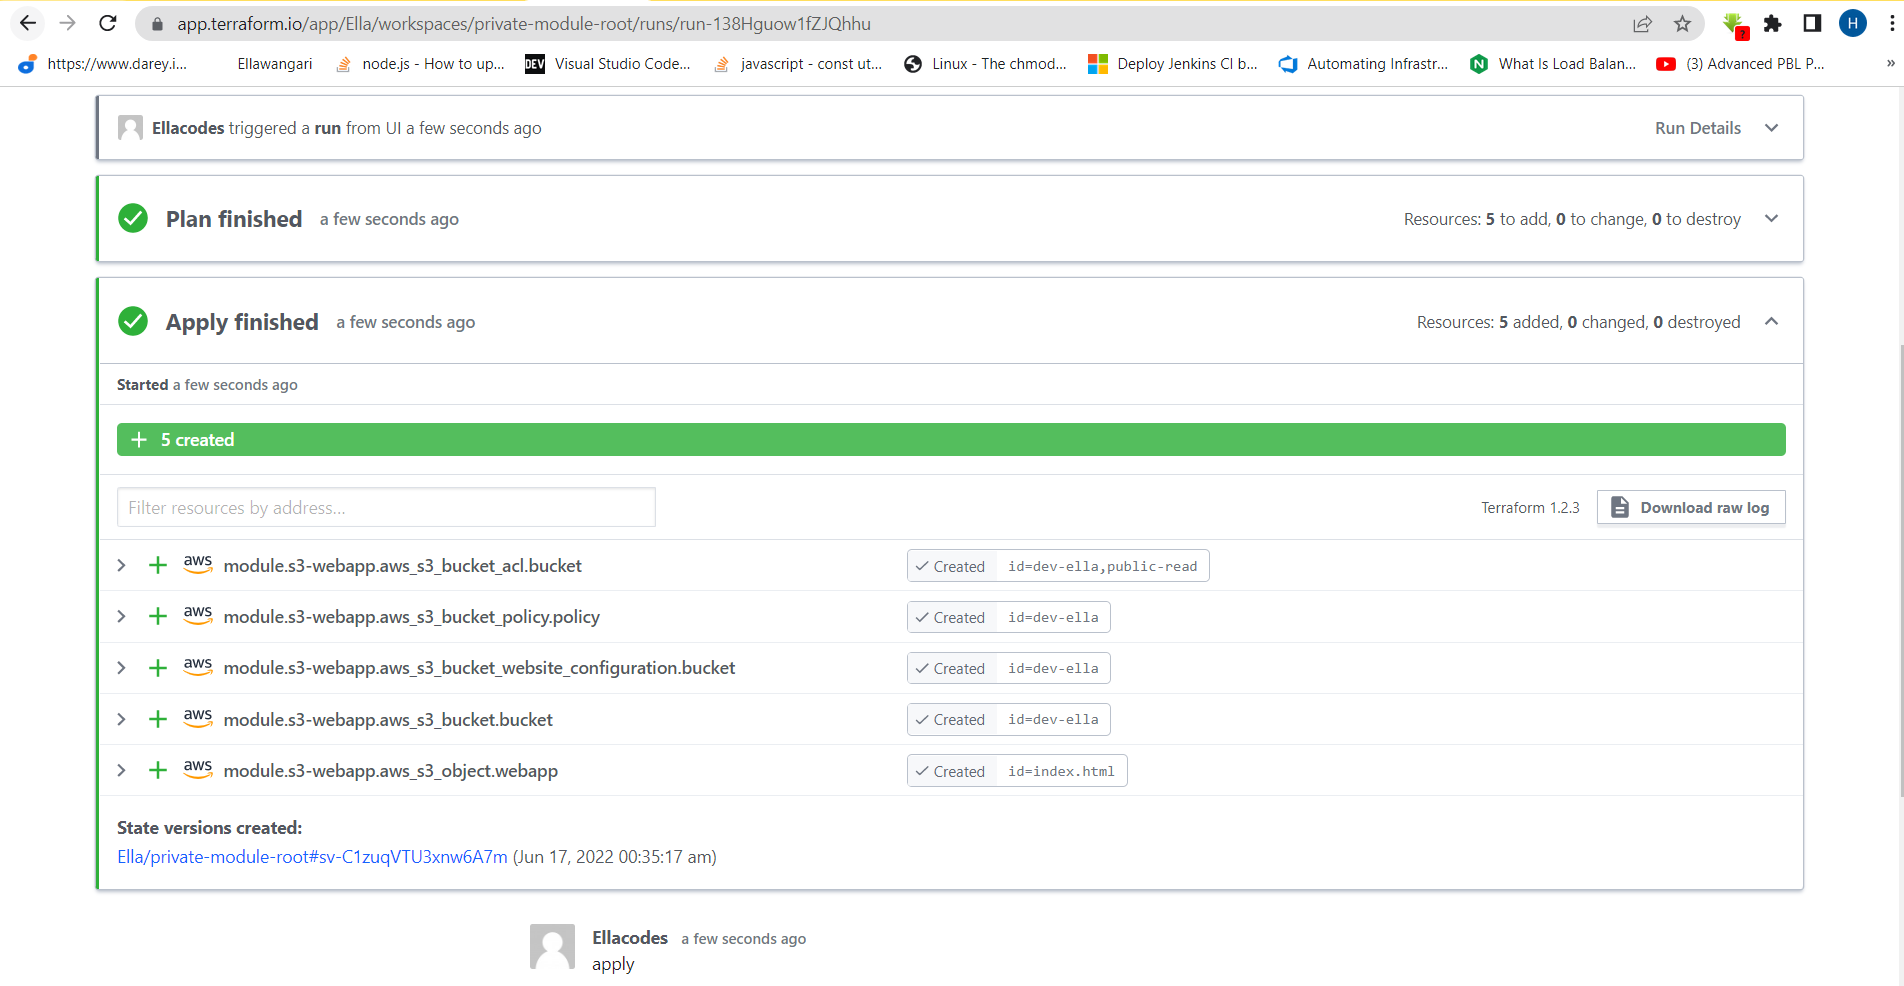 app.terraform.io/app/Ella/workspaces/private-module-root/runs/run-138Hguow1fZJQhhu
H
?
https://www.darey.i... Ellawangari node.js - How to up... DEV Visual Studio Code... javascript - const ut... Linux - The chmod... Deploy Jenkins CI b... Automating Infrastr... N What Is Load Balan... (3) Advanced PBL P... »
Ellacodes triggered a run from UI a few seconds ago Run Details
Plan finished a few seconds ago Resources: 5 to add, 0 to change, 0 to destroy
Apply finished a few seconds ago Resources: 5 added, 0 changed, 0 destroyed
Started a few seconds ago
+ 5 created
Filter resources by address... Terraform 1.2.3 Download raw log
+ aws module.s3-webapp.aws_s3_bucket_acl.bucket Created id=dev-ella,public-read
+ aws module.s3-webapp.aws_s3_bucket_policy.policy Created id=dev-ella
+ aws module.s3-webapp.aws_s3_bucket_website_configuration.bucket Created id=dev-ella
+ aws module.s3-webapp.aws_s3_bucket.bucket Created id=dev-ella
+ aws module.s3-webapp.aws_s3_object.webapp Created id=index.html
State versions created:
Ella/private-module-root#sv-C1zuqVTU3xnw6A7m (Jun 17, 2022 00:35:17 am)
Ellacodes a few seconds ago
apply